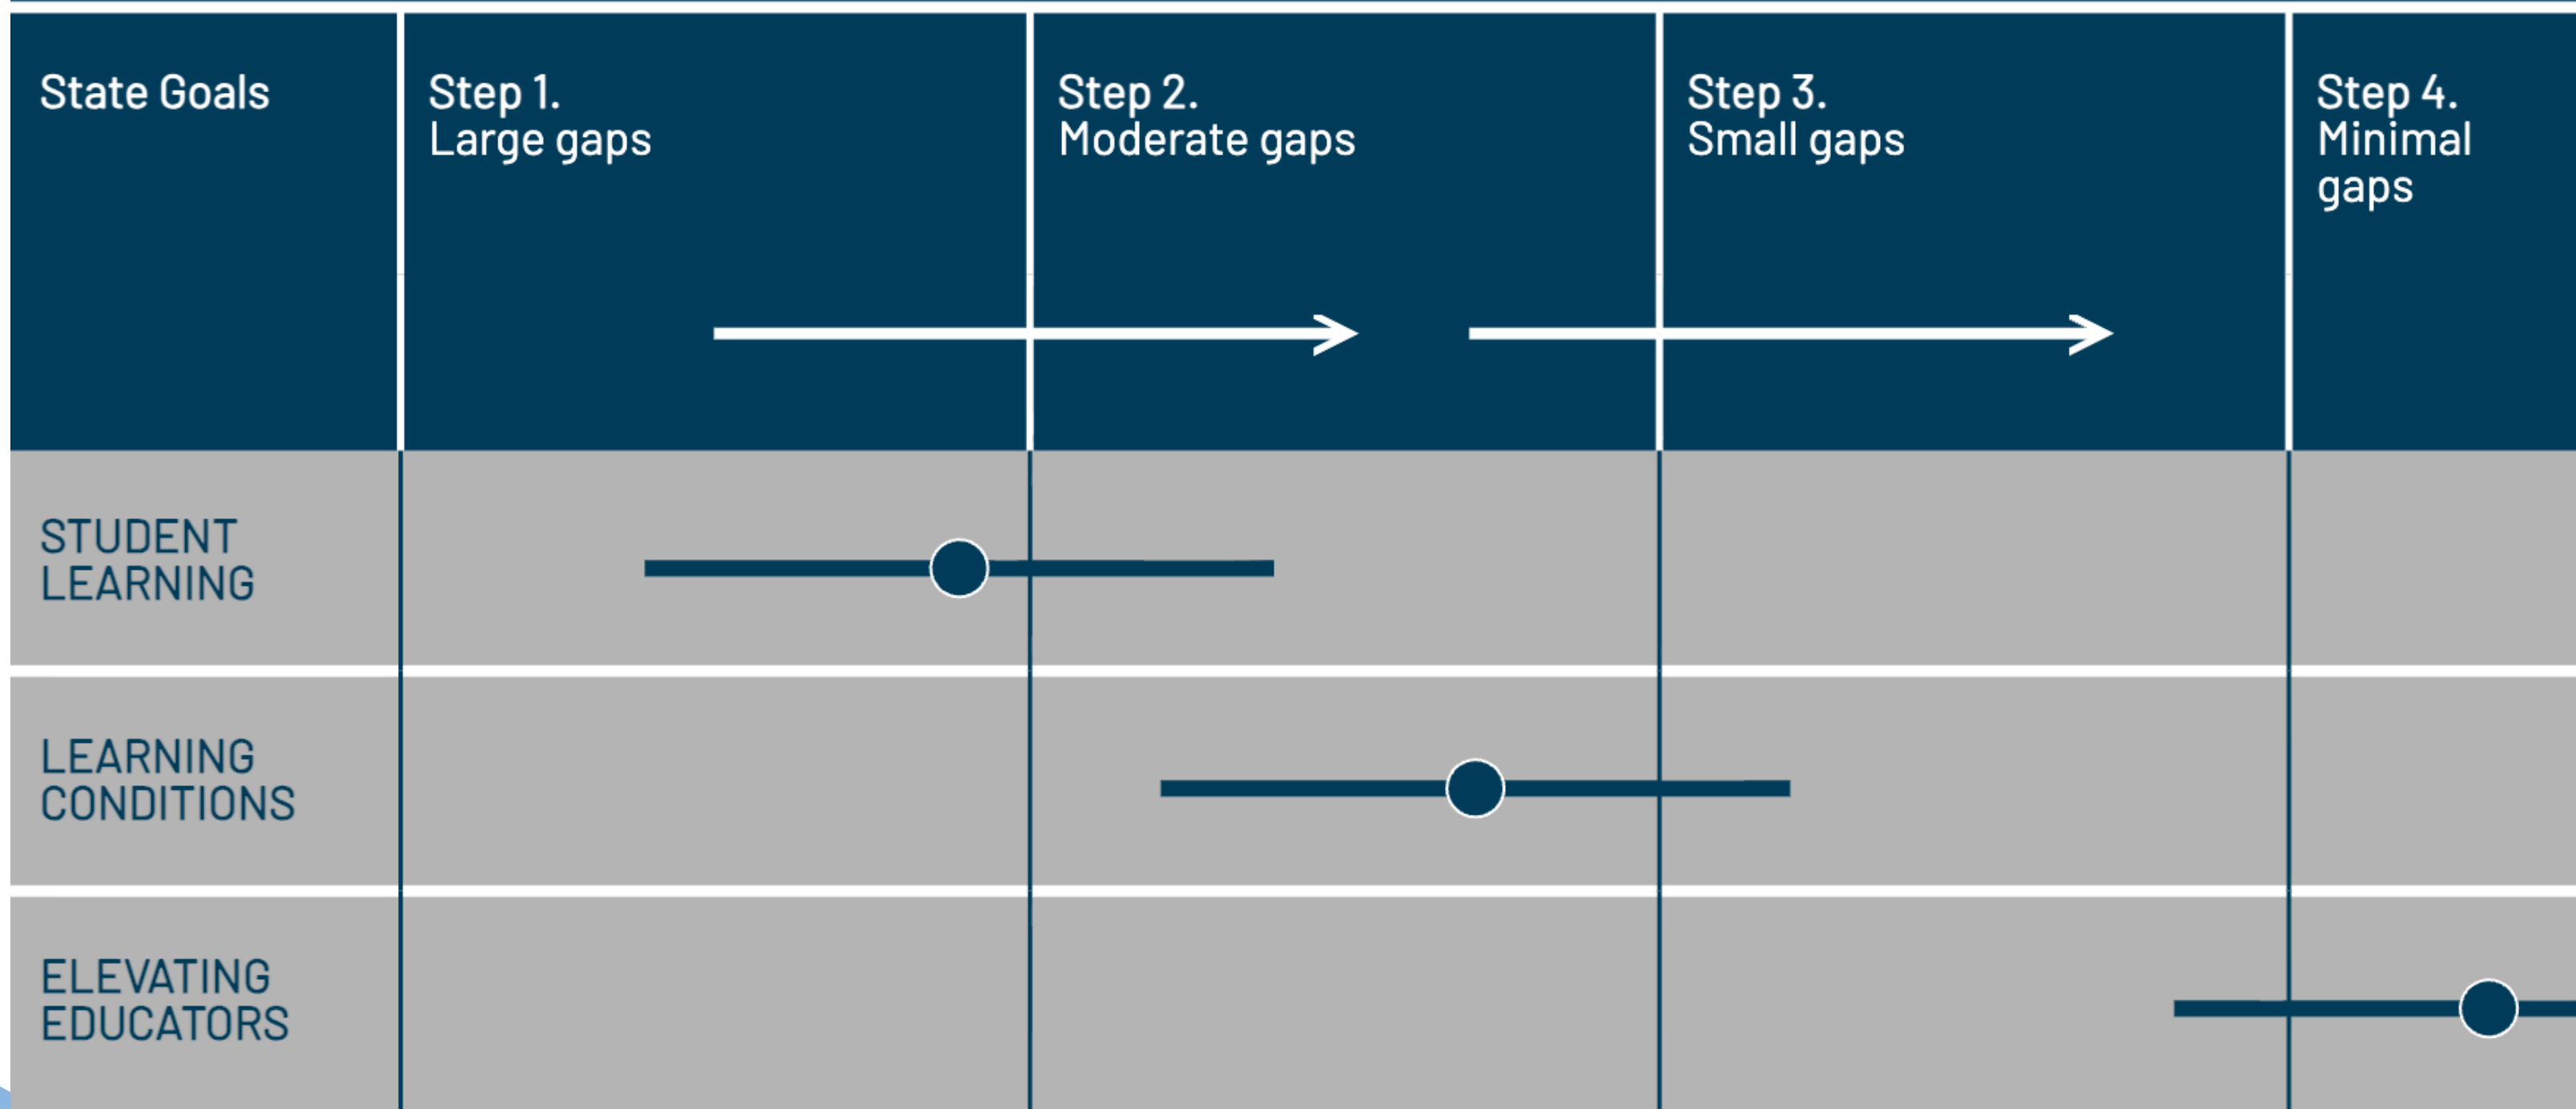 State Goals
Step 1.
Large gaps
Step 2.
Moderate gaps
Step 3.
Small gaps
Step 4.
Minimal
gaps
STUDENT
LEARNING
LEARNING
CONDITIONS
ELEVATING
EDUCATORS